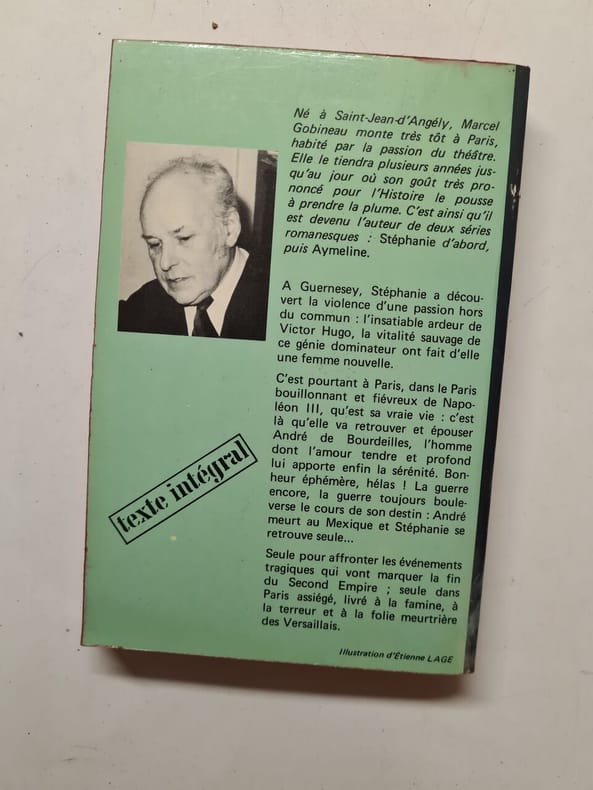 Né à Saint-Jean-d'Angély, Marcel
Gobineau monte très tôt à Paris,
habité par la passion du théâtre.
Elle le tiendra plusieurs années jus-
qu'au jour où son goût très pro-
noncé pour l'Histoire le pousse
à prendre la plume. C'est ainsi qu'il
est devenu l'auteur de deux séries
romanesques : Stéphanie d'abord,
puis Aymeline.
A Guernesey, Stéphanie a décou-
vert la violence d'une passion hors
du commun : l'insatiable ardeur de
Victor Hugo, la vitalité sauvage de
ce génie dominateur ont fait d'elle
une femme nouvelle.
C'est pourtant à Paris, dans le Paris
bouillonnant et fiévreux de Napo-
léon III, qu'est sa vraie vie : c'est
là qu'elle va retrouver et épouser
André de Bourdeilles, l'homme
dont l'amour tendre et profond
lui apporte enfin la sérénité. Bon-
heur éphémère, hélas ! La guerre
encore, la guerre toujours boule-
verse le cours de son destin : André
meurt au Mexique et Stéphanie se
retrouve seule...
Seule pour affronter les événements
tragiques qui vont marquer la fin
du Second Empire ; seule dans
Paris assiégé, livré à la famine, à
la terreur et à la folie meurtrière
des Versaillais.
texte intégral
Illustration d'Étienne LAGE